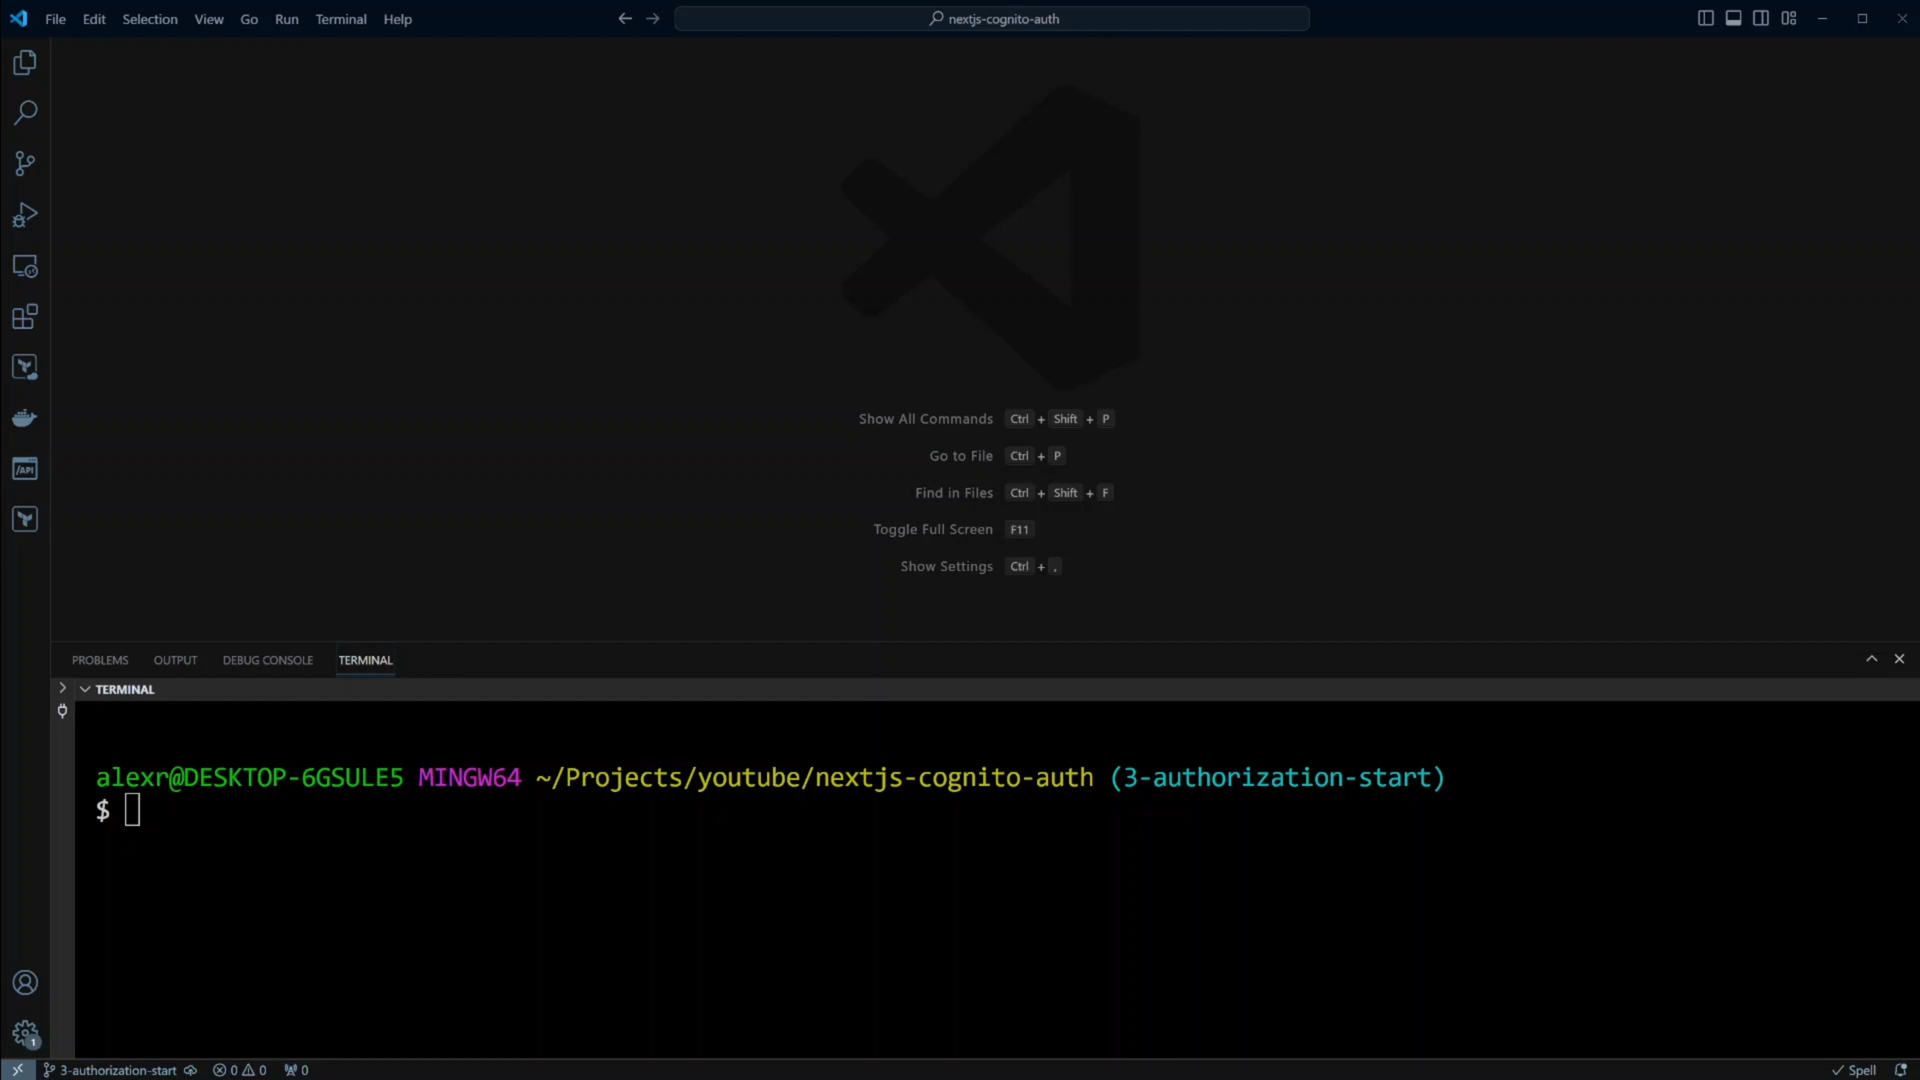 File Edit Selection View Go Run Terminal Help
nextjs-cognito-auth
/API
Show All Commands Ctrl + Shift + P
Go to File Ctrl + P
Find in Files Ctrl + Shift + F
Toggle Full Screen F11
Show Settings Ctrl + ,
PROBLEMS OUTPUT DEBUG CONSOLE TERMINAL
TERMINAL
alexr@DESKTOP-6GSULE5 MINGW64 ~/Projects/youtube/nextjs-cognito-auth (3-authorization-start)
$
1
3-authorization-start 0 0 0 Spell